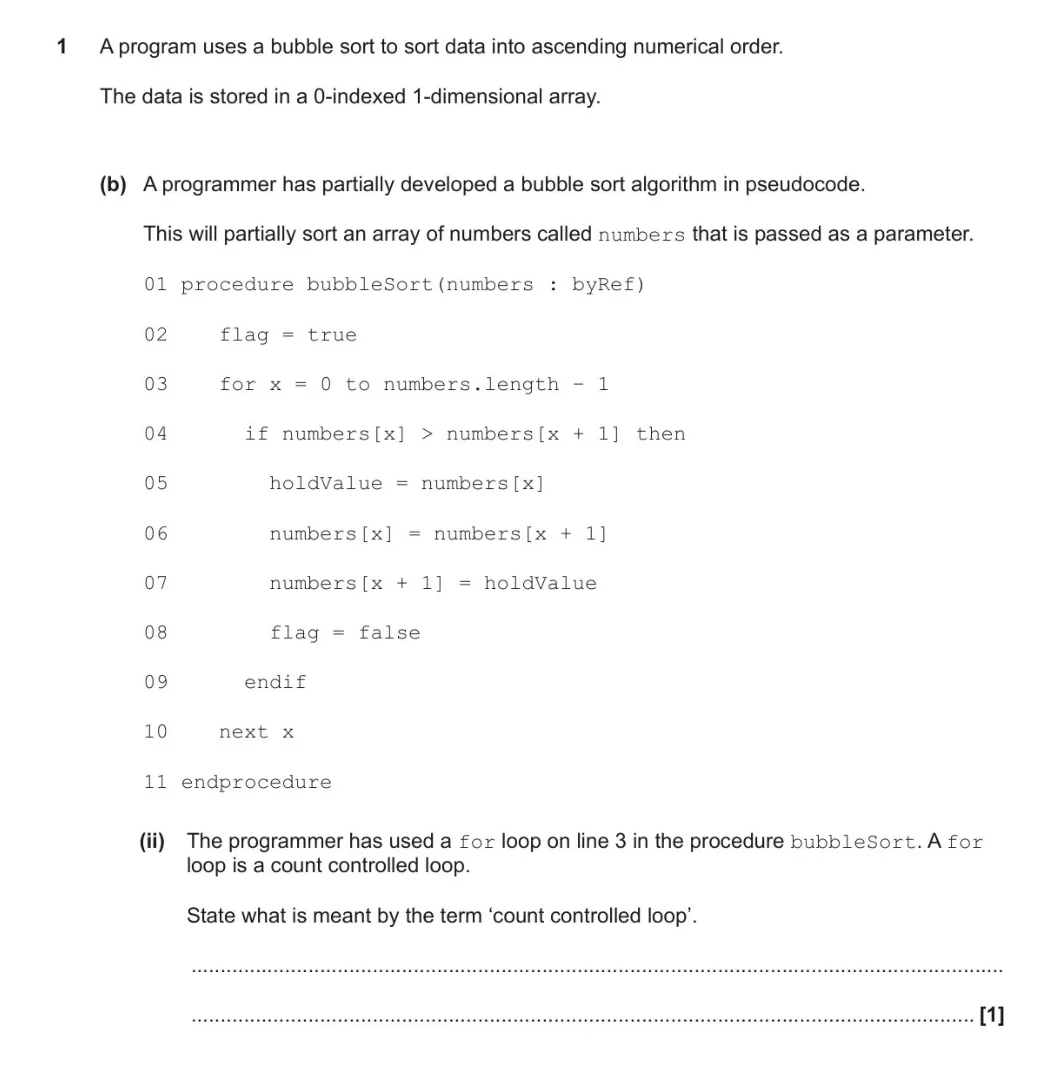 1 A program uses a bubble sort to sort data into ascending numerical order.
The data is stored in a 0-indexed 1-dimensional array.
(b) A programmer has partially developed a bubble sort algorithm in pseudocode.
This will partially sort an array of numbers called numbers that is passed as a parameter.
01 procedure bubbleSort(numbers : byRef)
02 flag = true
03 for x = 0 to numbers.length - 1
04 if numbers[x] > numbers[x + 1] then
05 holdValue = numbers[x]
06 numbers[x] = numbers[x + 1]
07 numbers[x + 1] = holdValue
08 flag = false
09 endif
10 next x
11 endprocedure
(ii) The programmer has used a for loop on line 3 in the procedure bubbleSort. A for
loop is a count controlled loop.
State what is meant by the term ‘count controlled loop’.
[1]